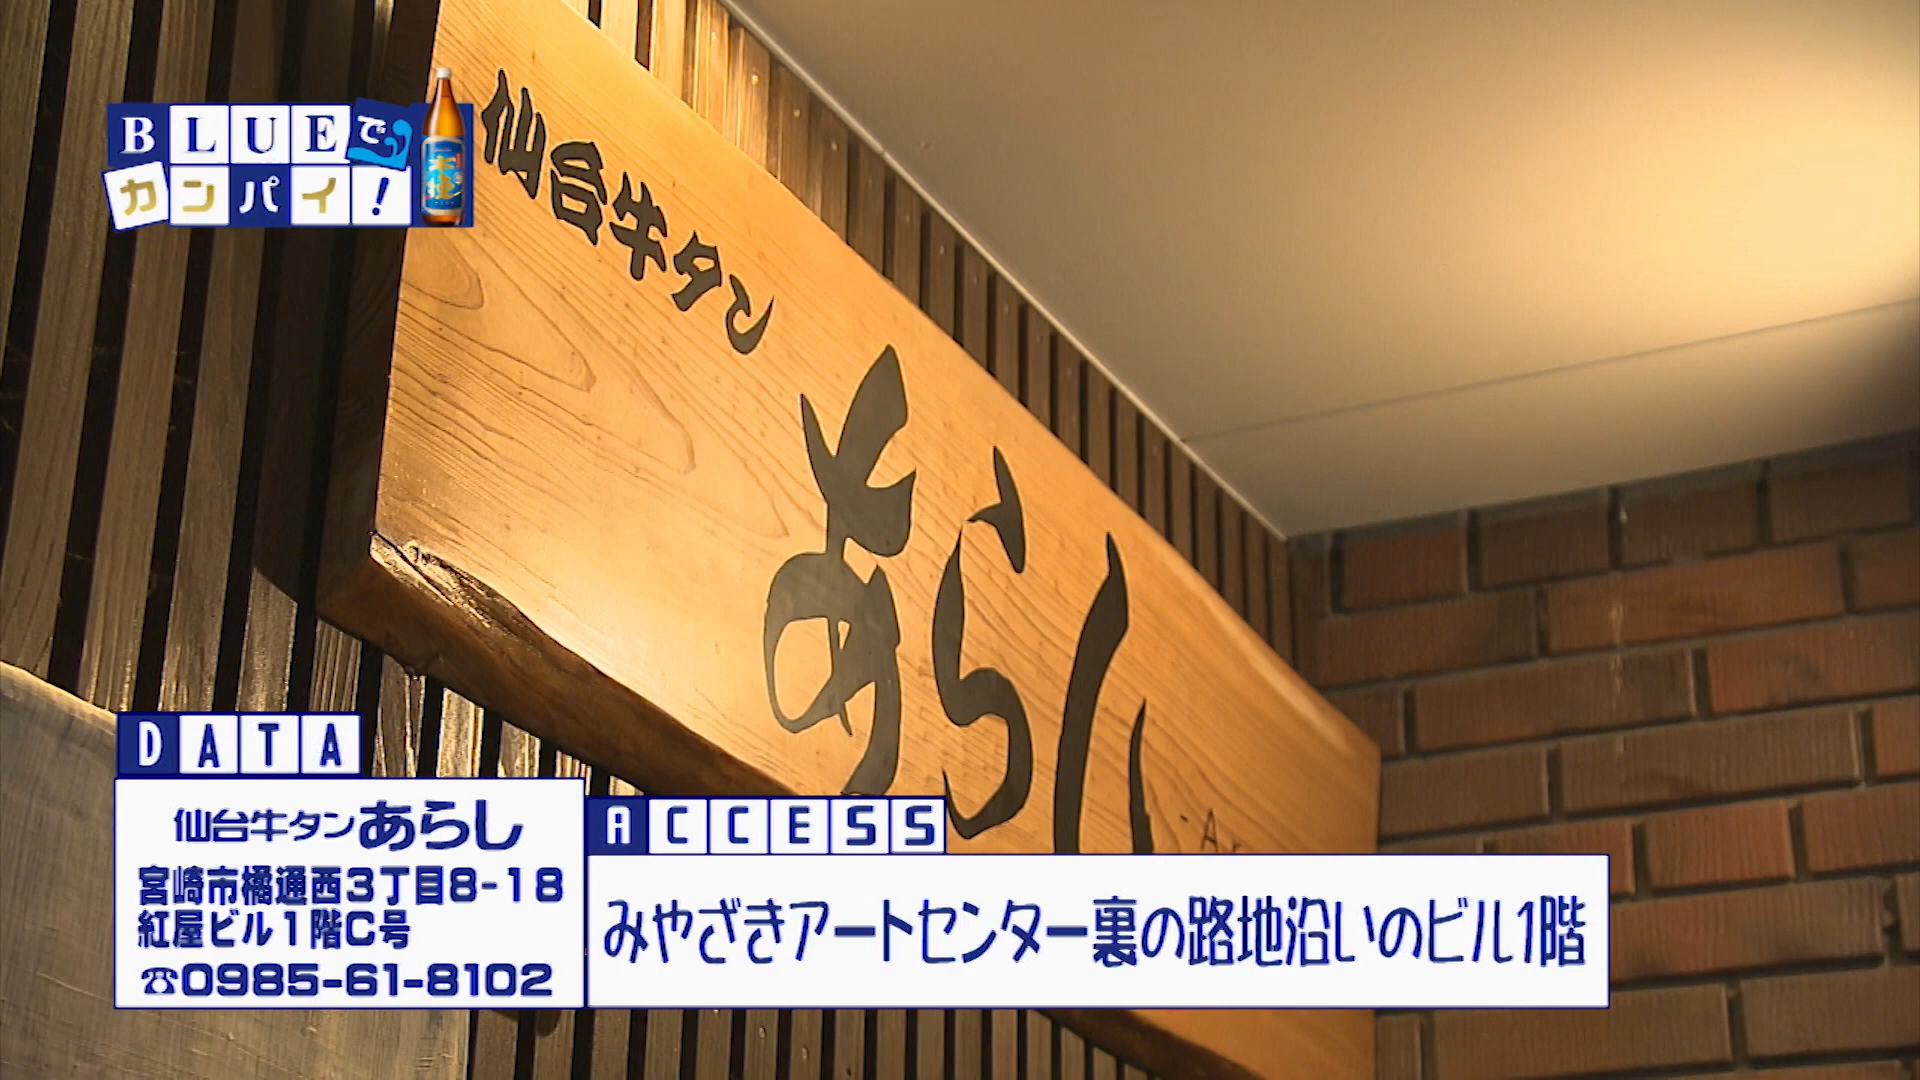 BLUEで
カンパイ!
木挽
仙台牛タン
あらし
DATA
仙台牛タンあらし
宮崎市橘通西3丁目8-18
紅屋ビル1階C号
☎0985-61-8102
ACCESS
みやざきアートセンター裏の路地沿いのビル1階